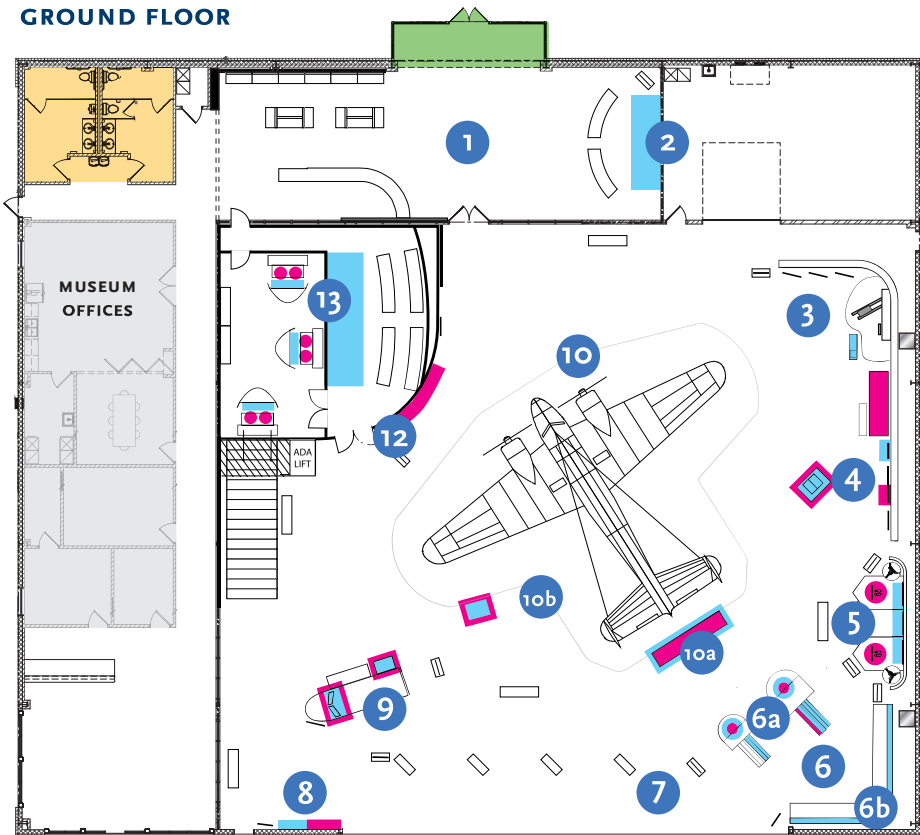 GROUND FLOOR
1
2
MUSEUM
OFFICES
13
3
10
12
ADA
LIFT
4
10b
5
10a
9
6a
6
8
7
6b